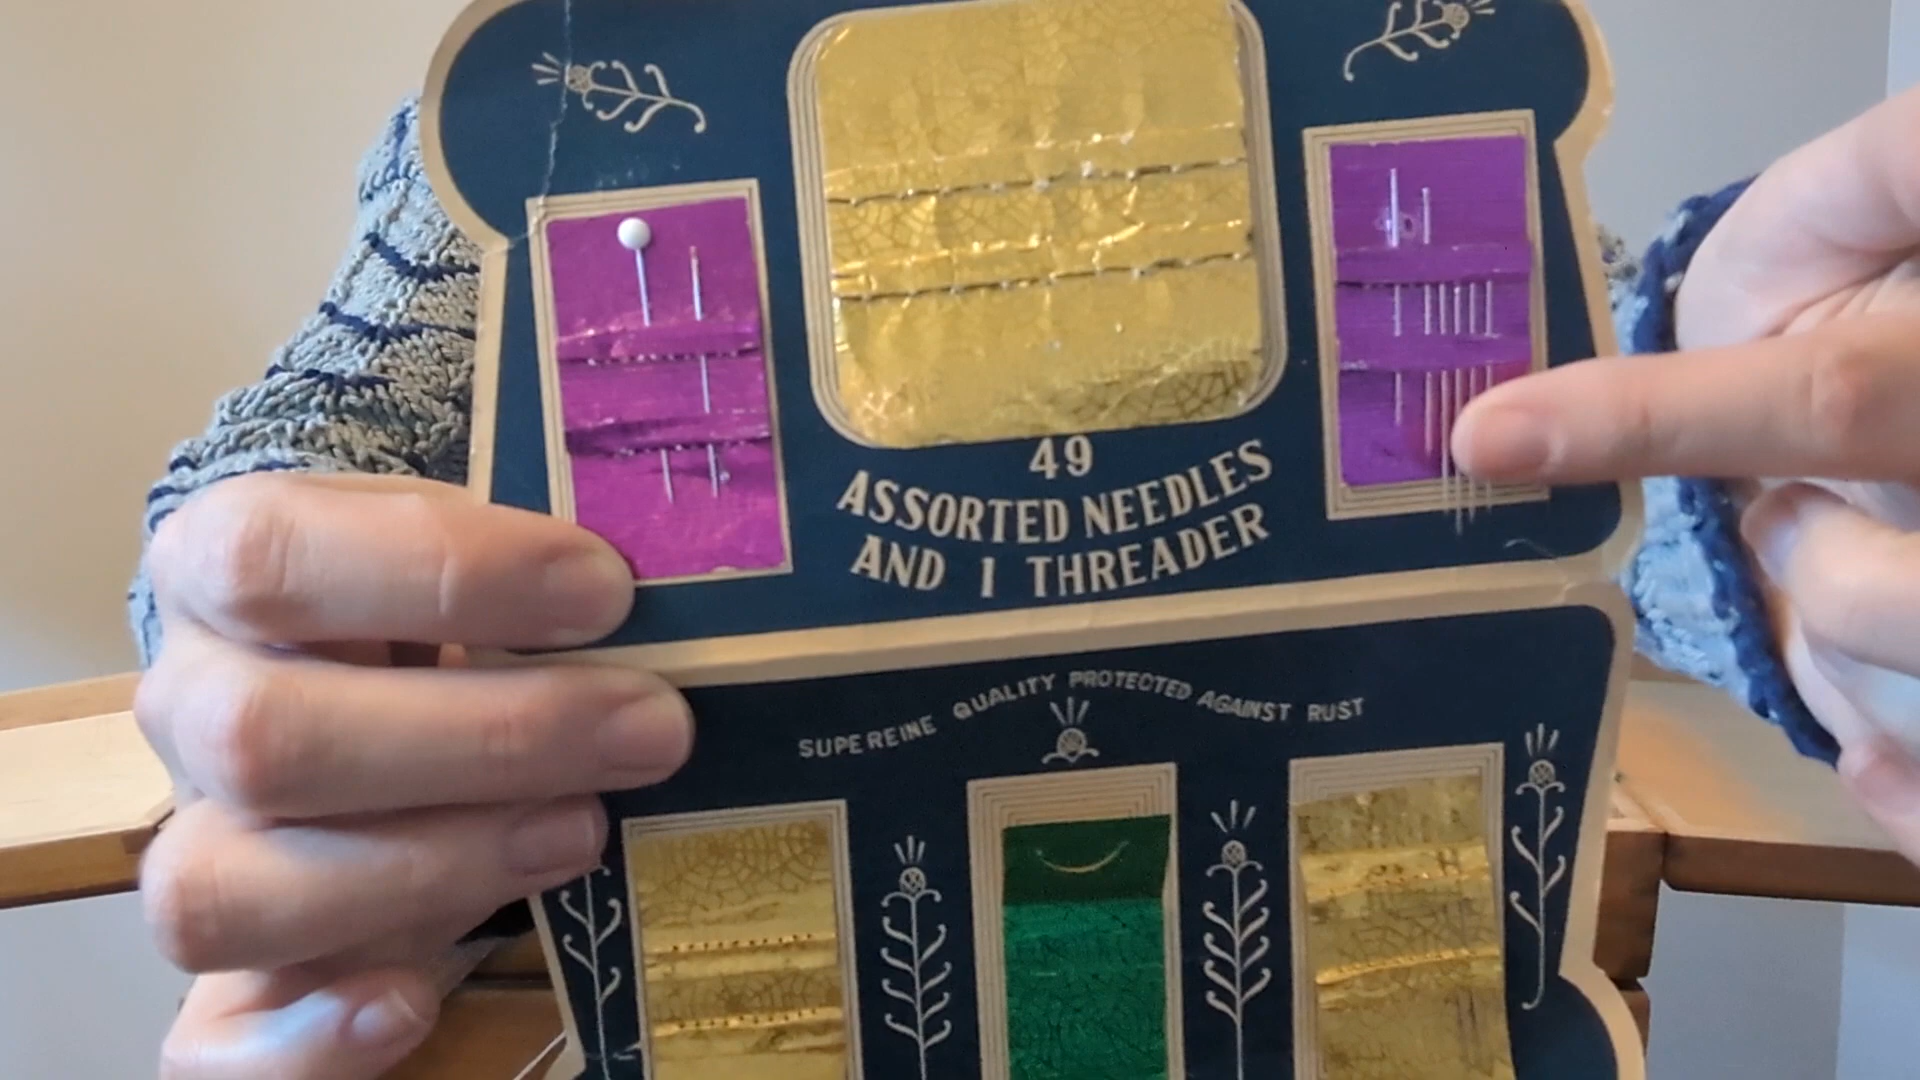 49
ASSORTED NEEDLES
AND 1 THREADER
SUPEREINE QUALITY PROTECTED AGAINST RUST